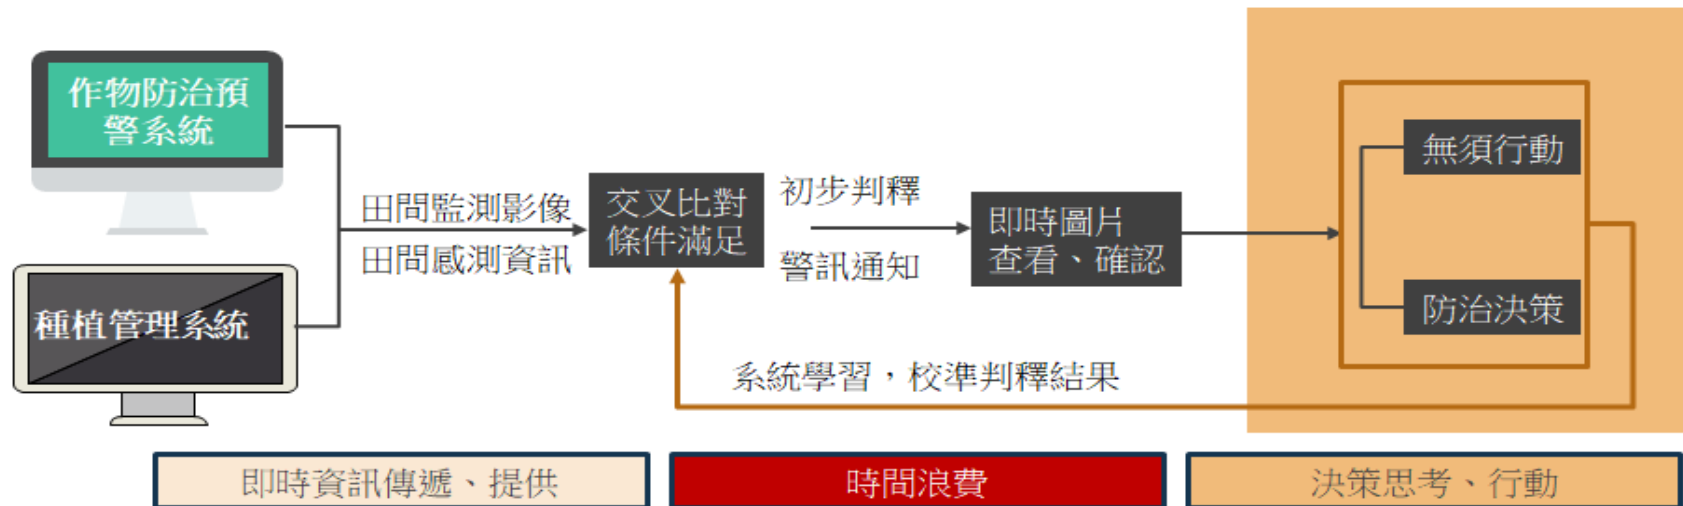 作物防治預
警系統
種植管理系統
田間監測影像
田間感測資訊
交叉比對
條件滿足
初步判釋
警訊通知
即時圖片
查看、確認
無須行動
防治決策
系統學習，校準判釋結果
即時資訊傳遞、提供
時間浪費
決策思考、行動